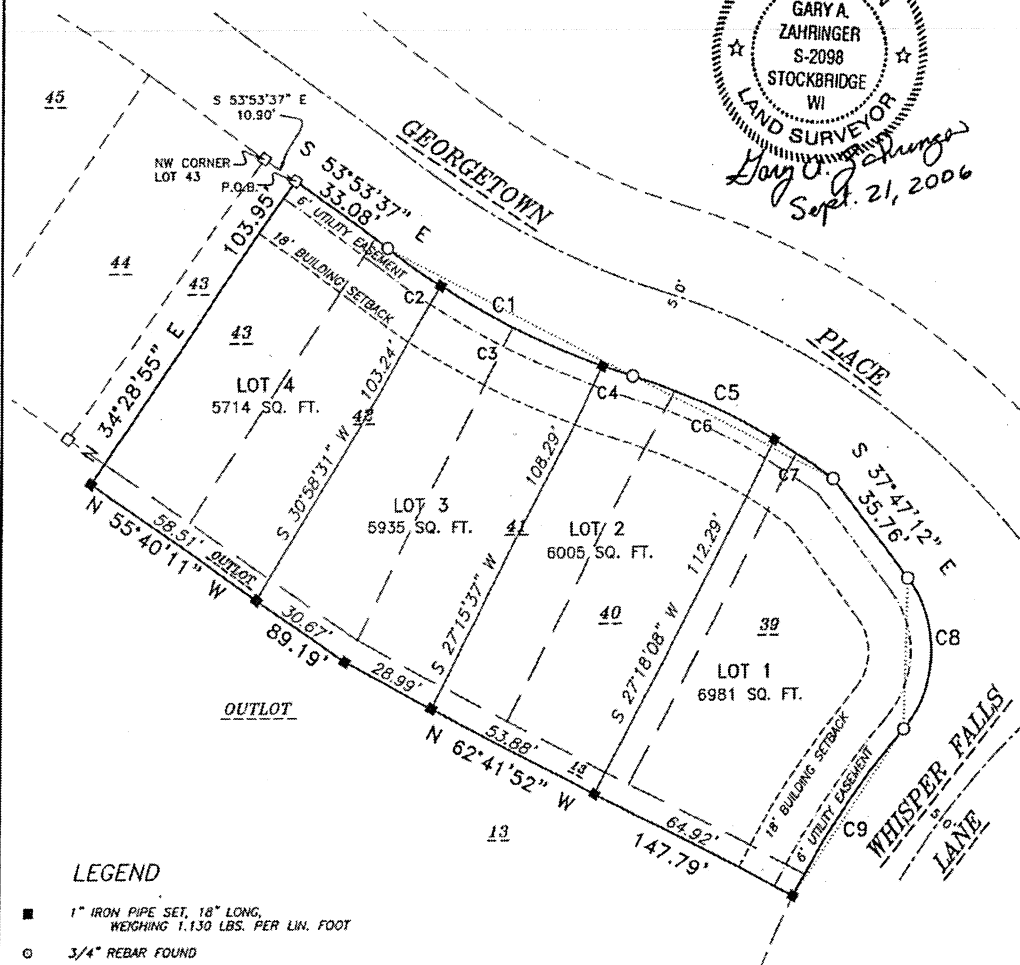 GARY A.
ZAHRINGER
S-2098
STOCKBRIDGE
WI
LAND SURVEYOR
Gary A. Zahringer
Sept. 21, 2006
45
S 53°53'37" E
10.90'
NW CORNER
LOT 43
P.O.B.
S 53°53'37" E
33.08'
GEORGETOWN
PLACE
103.95'
N 34°28'55" E
6' UTILITY EASEMENT
18' BUILDING SETBACK
44
43
43
C2
C1
C3
C4
C5
C6
C7
LOT 4
5714 SQ. FT.
42
S 30°58'31" W 103.24'
S 37°47'12" E
35.76'
LOT 3
5935 SQ. FT.
41
108.29'
S 27°15'37" W
LOT 2
6005 SQ. FT.
40
112.29'
S 27°18'08" W
39
LOT 1
6981 SQ. FT.
C8
N 55°40'11" W
58.51'
OUTLOT
30.67'
89.19'
28.99'
OUTLOT
N 62°41'52" W
53.88'
13
64.92'
147.79'
13
18' BUILDING SETBACK
6' UTILITY EASEMENT
C9
WHISPER FALLS
LANE
LEGEND
1" IRON PIPE SET, 18" LONG,
WEIGHING 1.130 LBS. PER LIN. FOOT
3/4" REBAR FOUND